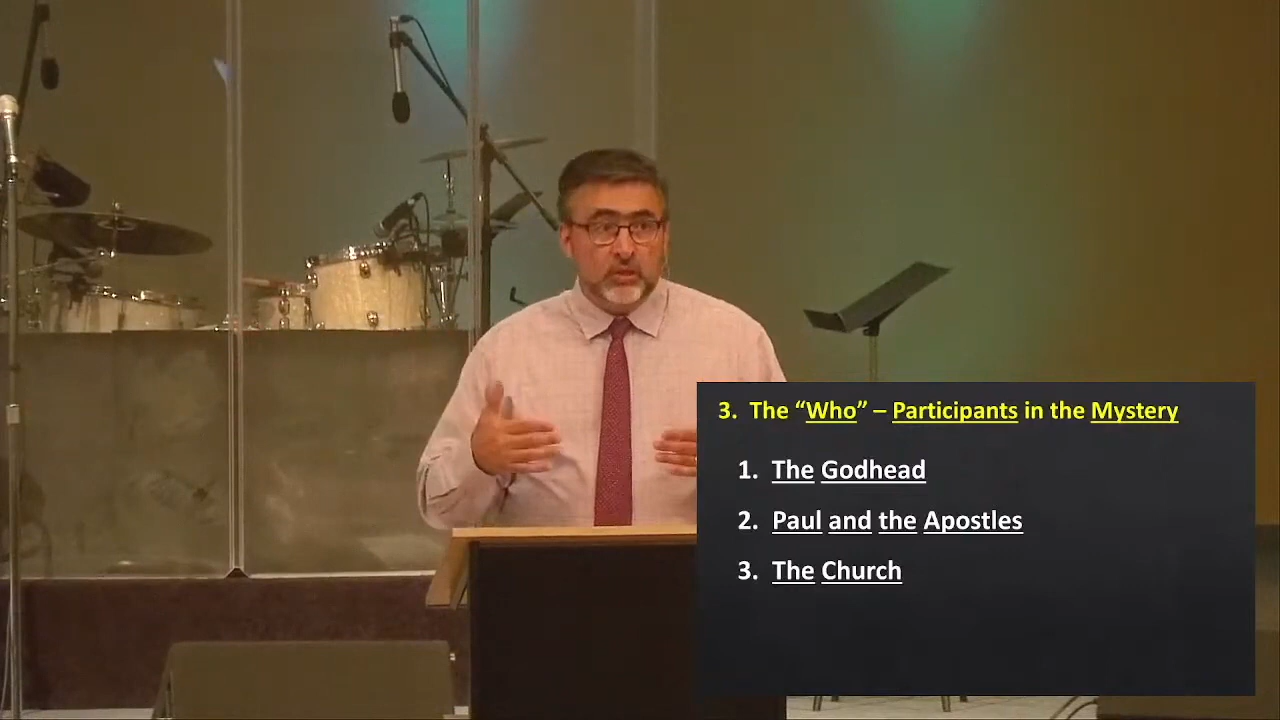 3. The “Who” – Participants in the Mystery
1. The Godhead
2. Paul and the Apostles
3. The Church